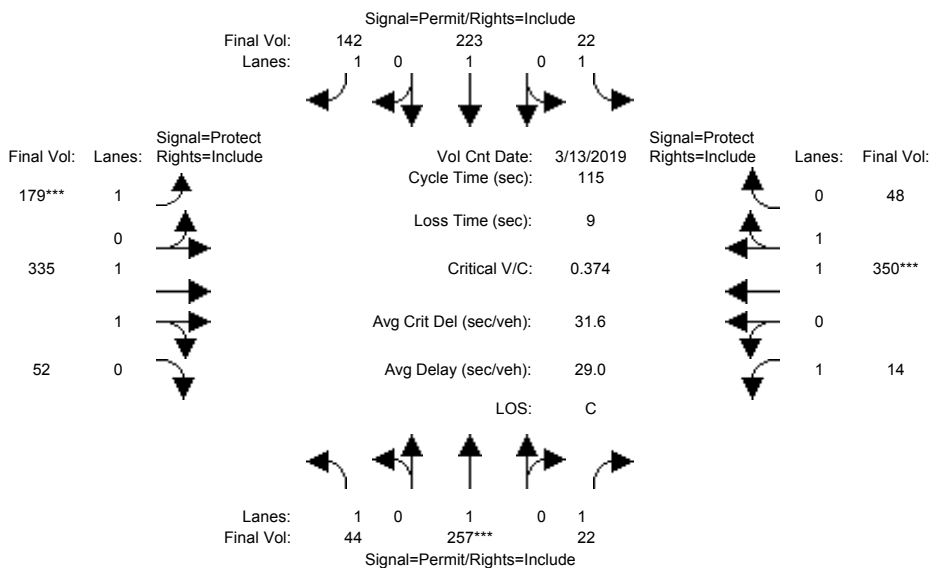 Signal=Permit/Rights=Include
Final Vol: 142 223 22
Lanes: 1 0 1 0 1
Signal=Protect Signal=Protect
Final Vol: Lanes: Rights=Include Vol Cnt Date: 3/13/2019 Rights=Include Lanes: Final Vol:
Cycle Time (sec): 115
179*** 1 0 48
Loss Time (sec): 9
0 1
335 1 Critical V/C: 0.374 1 350***
1 Avg Crit Del (sec/veh): 31.6 0
52 0 Avg Delay (sec/veh): 29.0 1 14
LOS: C
Lanes: 1 0 1 0 1
Final Vol: 44 257*** 22
Signal=Permit/Rights=Include